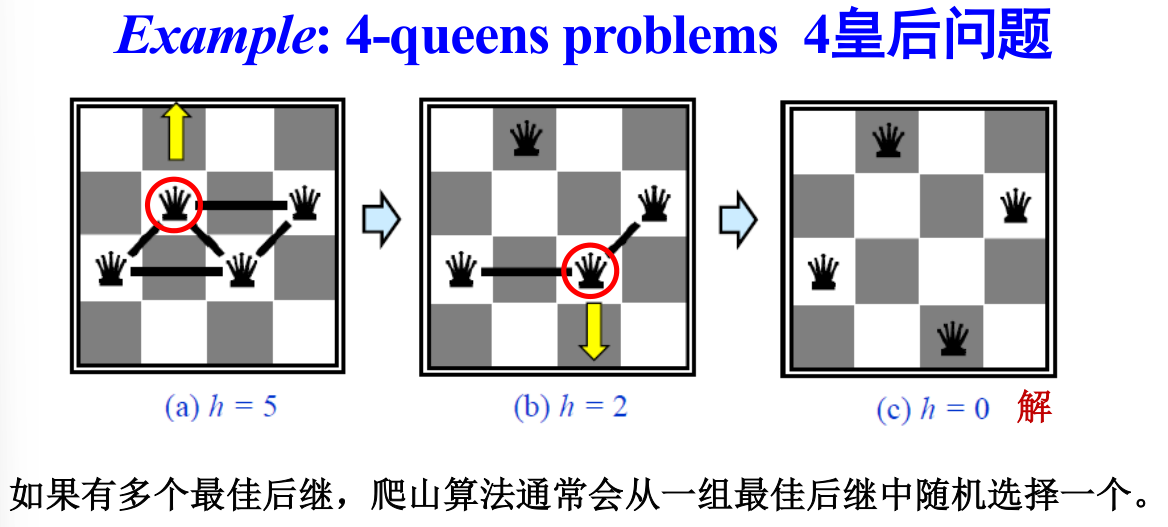 Example: 4-queens problems 4皇后问题
(a) h = 5
(b) h = 2
(c) h = 0 解
如果有多个最佳后继，爬山算法通常会从一组最佳后继中随机选择一个。